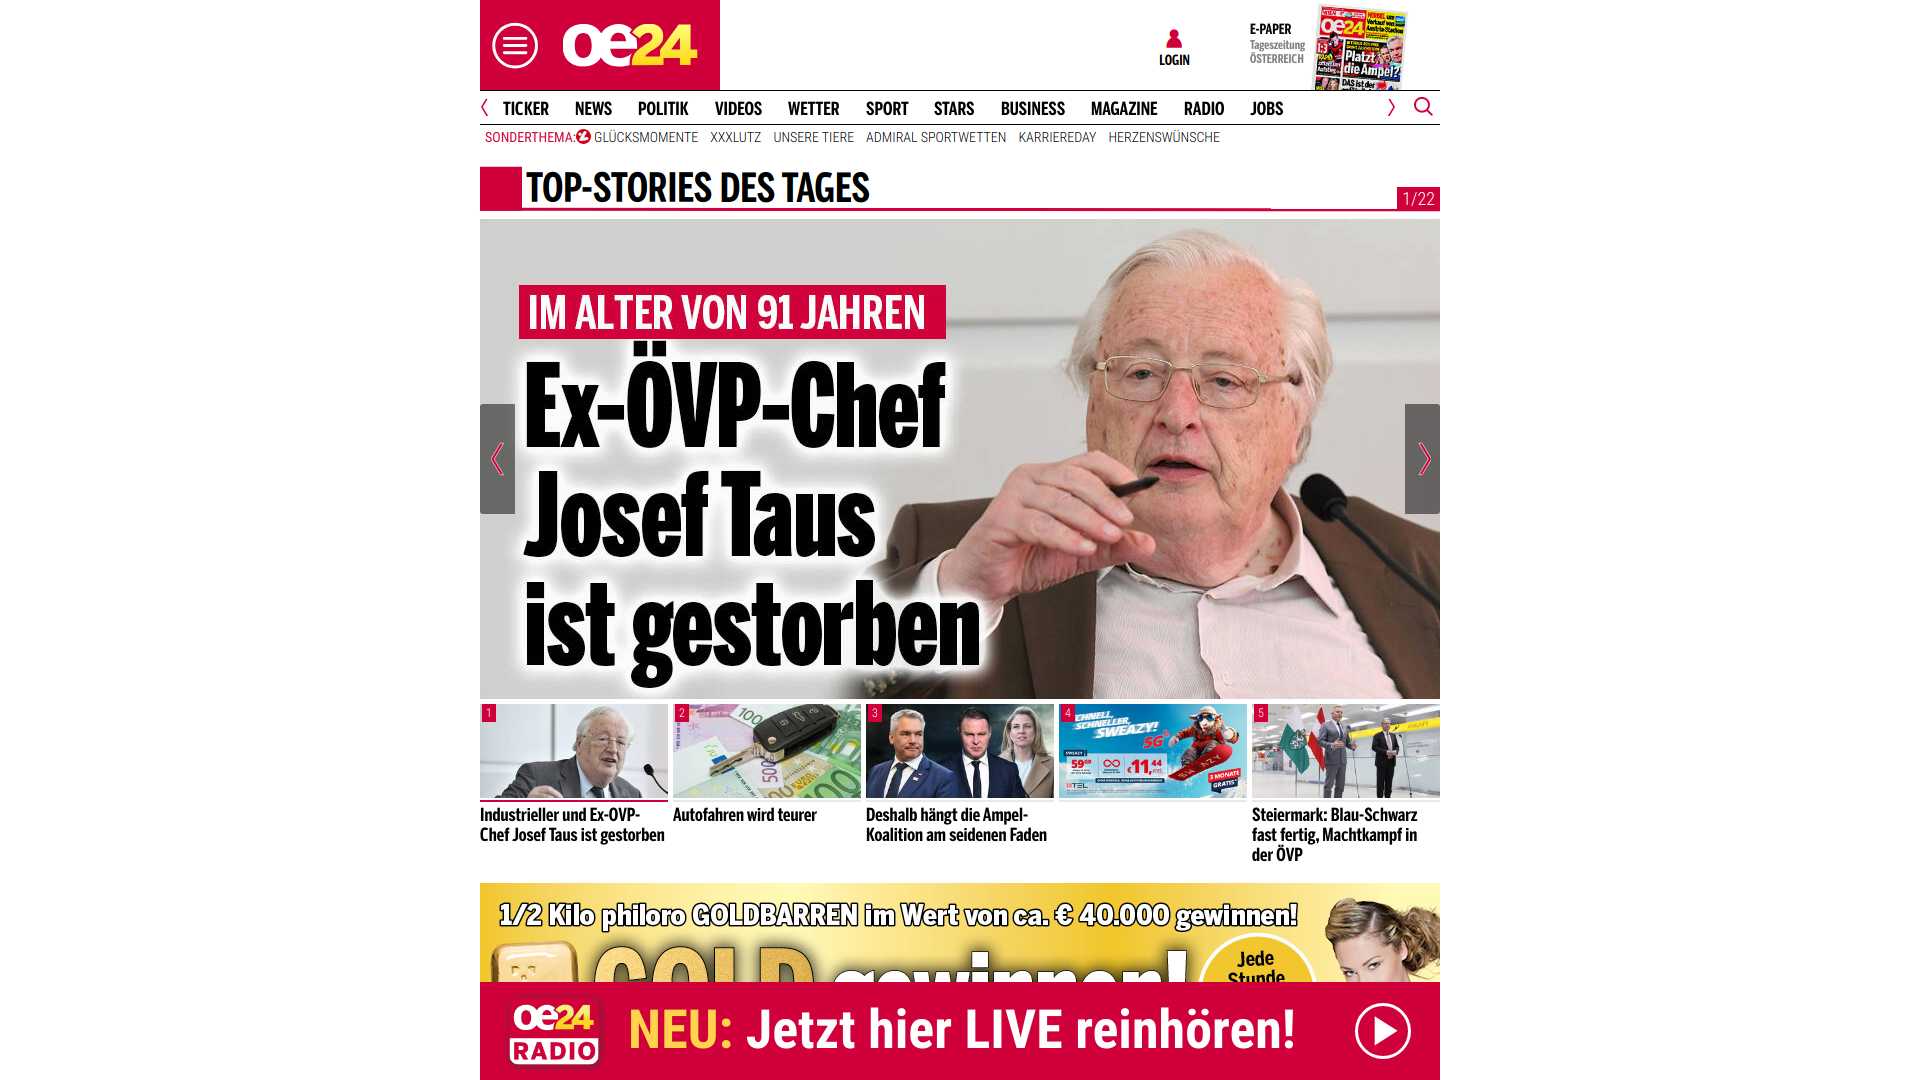 oe24
LOGIN
E-PAPER
Tageszeitung
ÖSTERREICH
oe24
Platzt
die Ampel?
TICKER NEWS POLITIK VIDEOS WETTER SPORT STARS BUSINESS MAGAZINE RADIO JOBS
SONDERTHEMA: GLÜCKSMOMENTE XXXLUTZ UNSERE TIERE ADMIRAL SPORTWETTEN KARRIEREDAY HERZENSWÜNSCHE
TOP-STORIES DES TAGES
1/22
IM ALTER VON 91 JAHREN
Ex-ÖVP-Chef
Josef Taus
ist gestorben
1
2
3
4
5
SCHNELL,
SCHNELLER,
SWEAZY!
5G
€11,44
3 MONATE
GRATIS*
Industrieller und Ex-ÖVP-
Chef Josef Taus ist gestorben
Autofahren wird teurer
Deshalb hängt die Ampel-
Koalition am seidenen Faden
Steiermark: Blau-Schwarz
fast fertig, Machtkampf in
der ÖVP
1/2 Kilo philoro GOLDBARREN im Wert von ca. € 40.000 gewinnen!
GOLD gewinnen!
Jede
Stunde
oe24
RADIO
NEU: Jetzt hier LIVE reinhören!